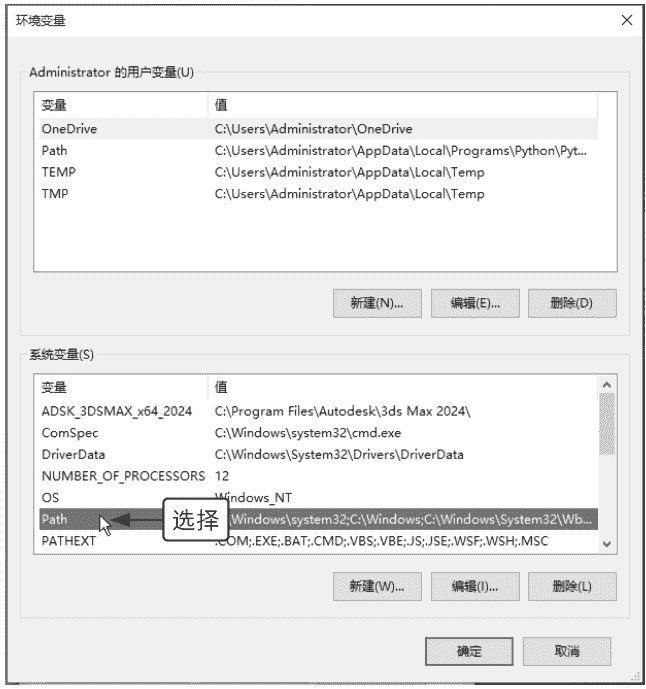 环境变量
Administrator 的用户变量(U)
变量 值
OneDrive C:\Users\Administrator\OneDrive
Path C:\Users\Administrator\AppData\Local\Programs\Python\Pyt...
TEMP C:\Users\Administrator\AppData\Local\Temp
TMP C:\Users\Administrator\AppData\Local\Temp
新建(N)... 编辑(E)... 删除(D)
系统变量(S)
变量 值
ADSK_3DSMAX_x64_2024 C:\Program Files\Autodesk\3ds Max 2024\
ComSpec C:\Windows\system32\cmd.exe
DriverData C:\Windows\System32\Drivers\DriverData
NUMBER_OF_PROCESSORS 12
OS Windows_NT
Path 选择 \Windows\system32;C:\Windows;C:\Windows\System32\Wb...
PATHEXT .COM;.EXE;.BAT;.CMD;.VBS;.VBE;.JS;.JSE;.WSF;.WSH;.MSC
新建(W)... 编辑(I)... 删除(L)
确定 取消